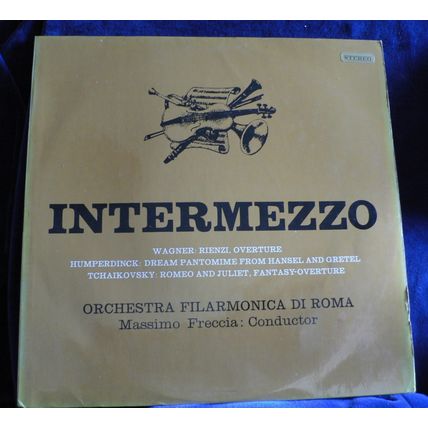 STEREO
INTERMEZZO
WAGNER: RIENZI, OVERTURE
HUMPERDINCK: DREAM PANTOMIME FROM HANSEL AND GRETEL
TCHAIKOVSKY: ROMEO AND JULIET, FANTASY-OVERTURE
ORCHESTRA FILARMONICA DI ROMA
Massimo Freccia: Conductor